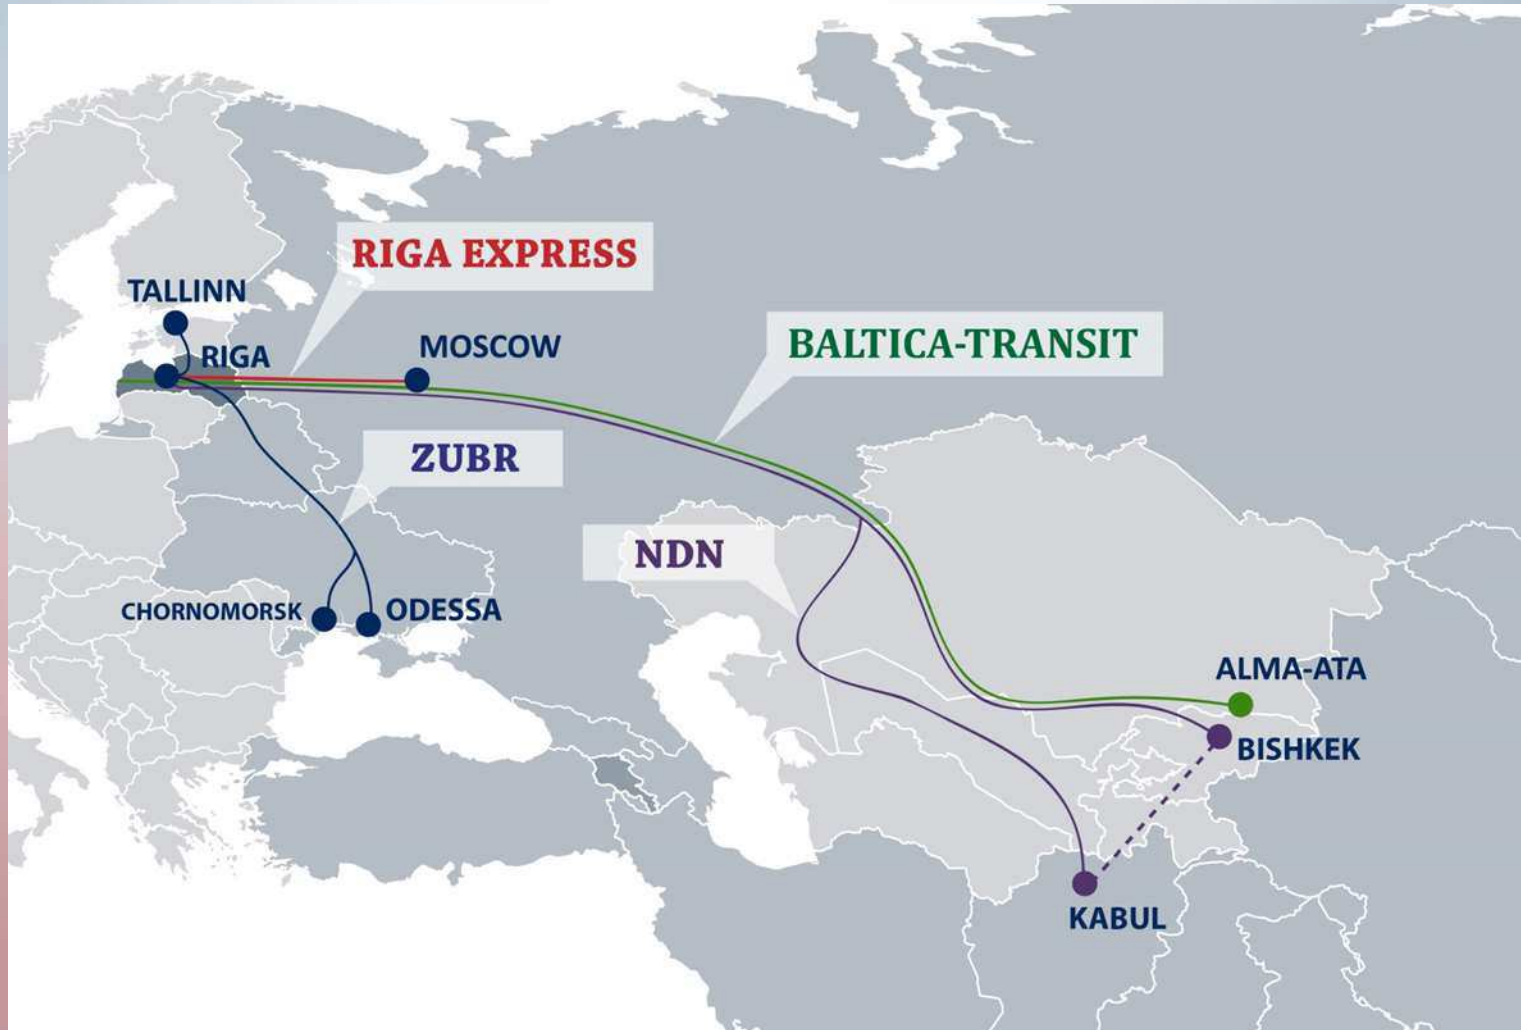 RIGA EXPRESS
TALLINN
BALTICA-TRANSIT
RIGA
MOSCOW
ZUBR
NDN
CHORNOMORSK
ODESSA
ALMA-ATA
BISHKEK
KABUL